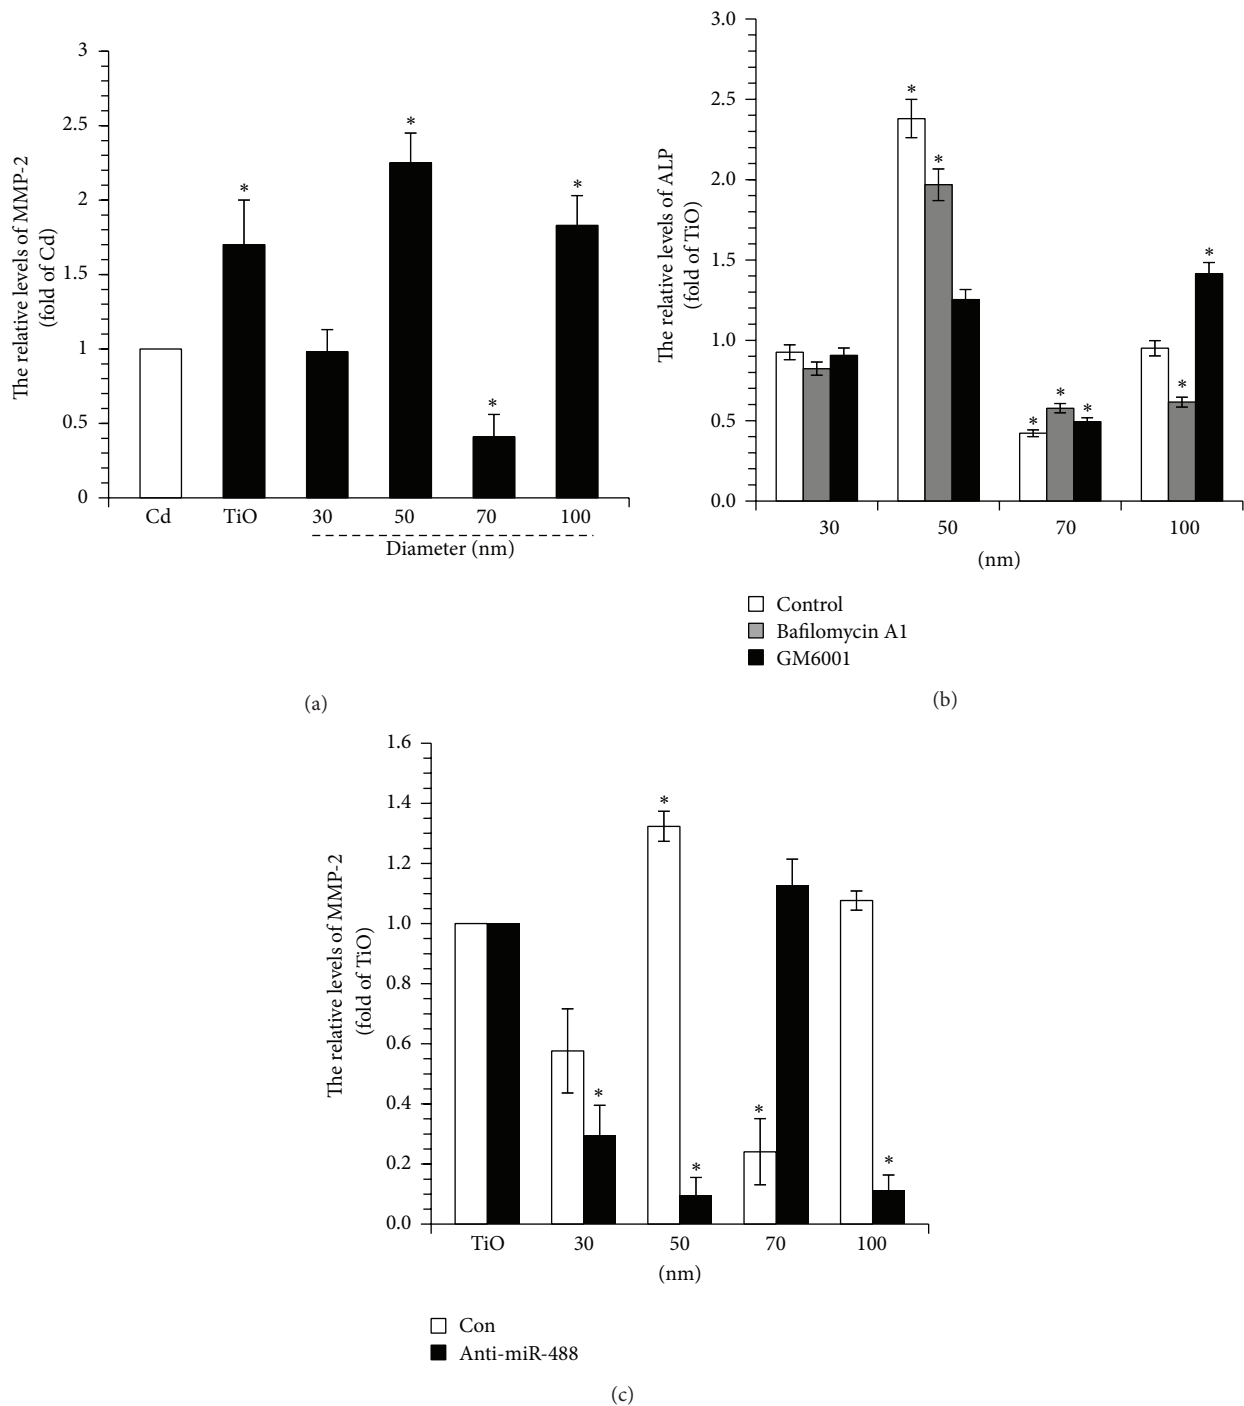 The relative levels of MMP-2
(fold of Cd)
3
2.5
2
1.5
1
0.5
0
*
*
*
*
Cd TiO 30 50 70 100
Diameter (nm)
(a)
The relative levels of ALP
(fold of TiO)
3.0
2.5
2.0
1.5
1.0
0.5
0.0
*
*
*
*
*
*
*
30 50 70 100
(nm)
Control
Bafilomycin A1
GM6001
(b)
The relative levels of MMP-2
(fold of TiO)
1.6
1.4
1.2
1.0
0.8
0.6
0.4
0.2
0.0
*
*
*
*
*
TiO 30 50 70 100
(nm)
Con
Anti-miR-488
(c)